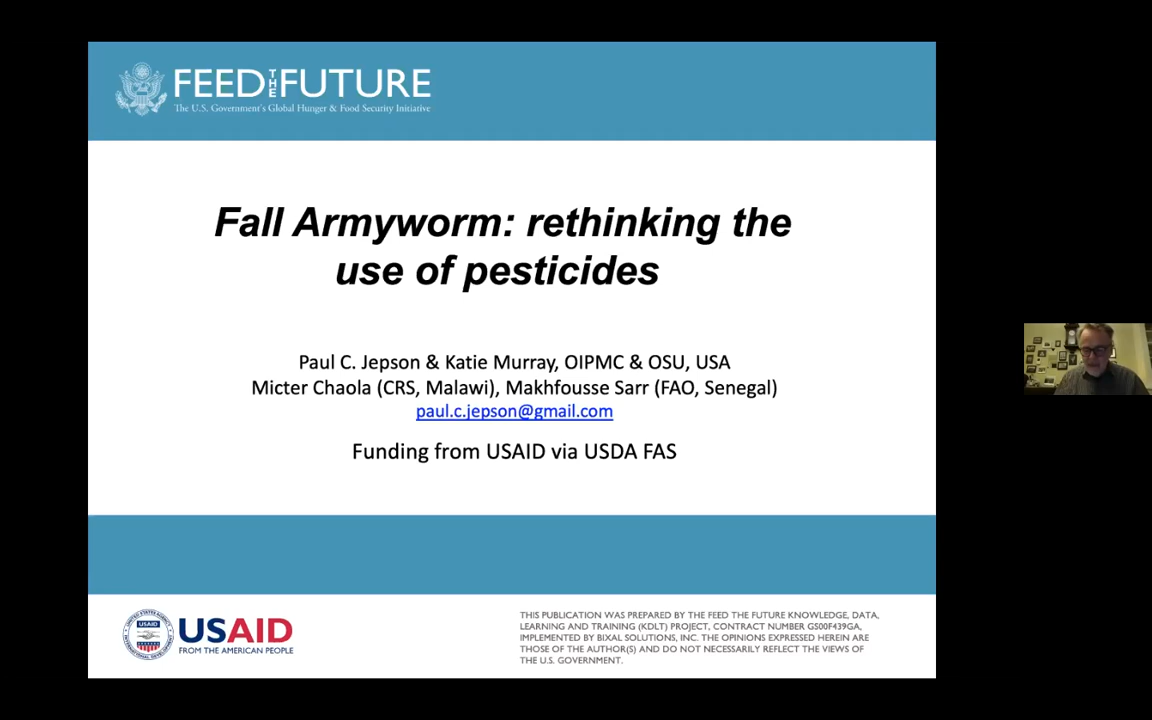 FEED THE FUTURE
The U.S. Government's Global Hunger & Food Security Initiative
Fall Armyworm: rethinking the
use of pesticides
Paul C. Jepson & Katie Murray, OIPMC & OSU, USA
Micter Chaola (CRS, Malawi), Makhfousse Sarr (FAO, Senegal)
paul.c.jepson@gmail.com
Funding from USAID via USDA FAS
USAID
USAID
FROM THE AMERICAN PEOPLE
THIS PUBLICATION WAS PREPARED BY THE FEED THE FUTURE KNOWLEDGE, DATA,
LEARNING AND TRAINING (KDLT) PROJECT, CONTRACT NUMBER GS00F439GA,
IMPLEMENTED BY BIXAL SOLUTIONS, INC. THE OPINIONS EXPRESSED HEREIN ARE
THOSE OF THE AUTHOR(S) AND DO NOT NECESSARILY REFLECT THE VIEWS OF
THE U.S. GOVERNMENT.